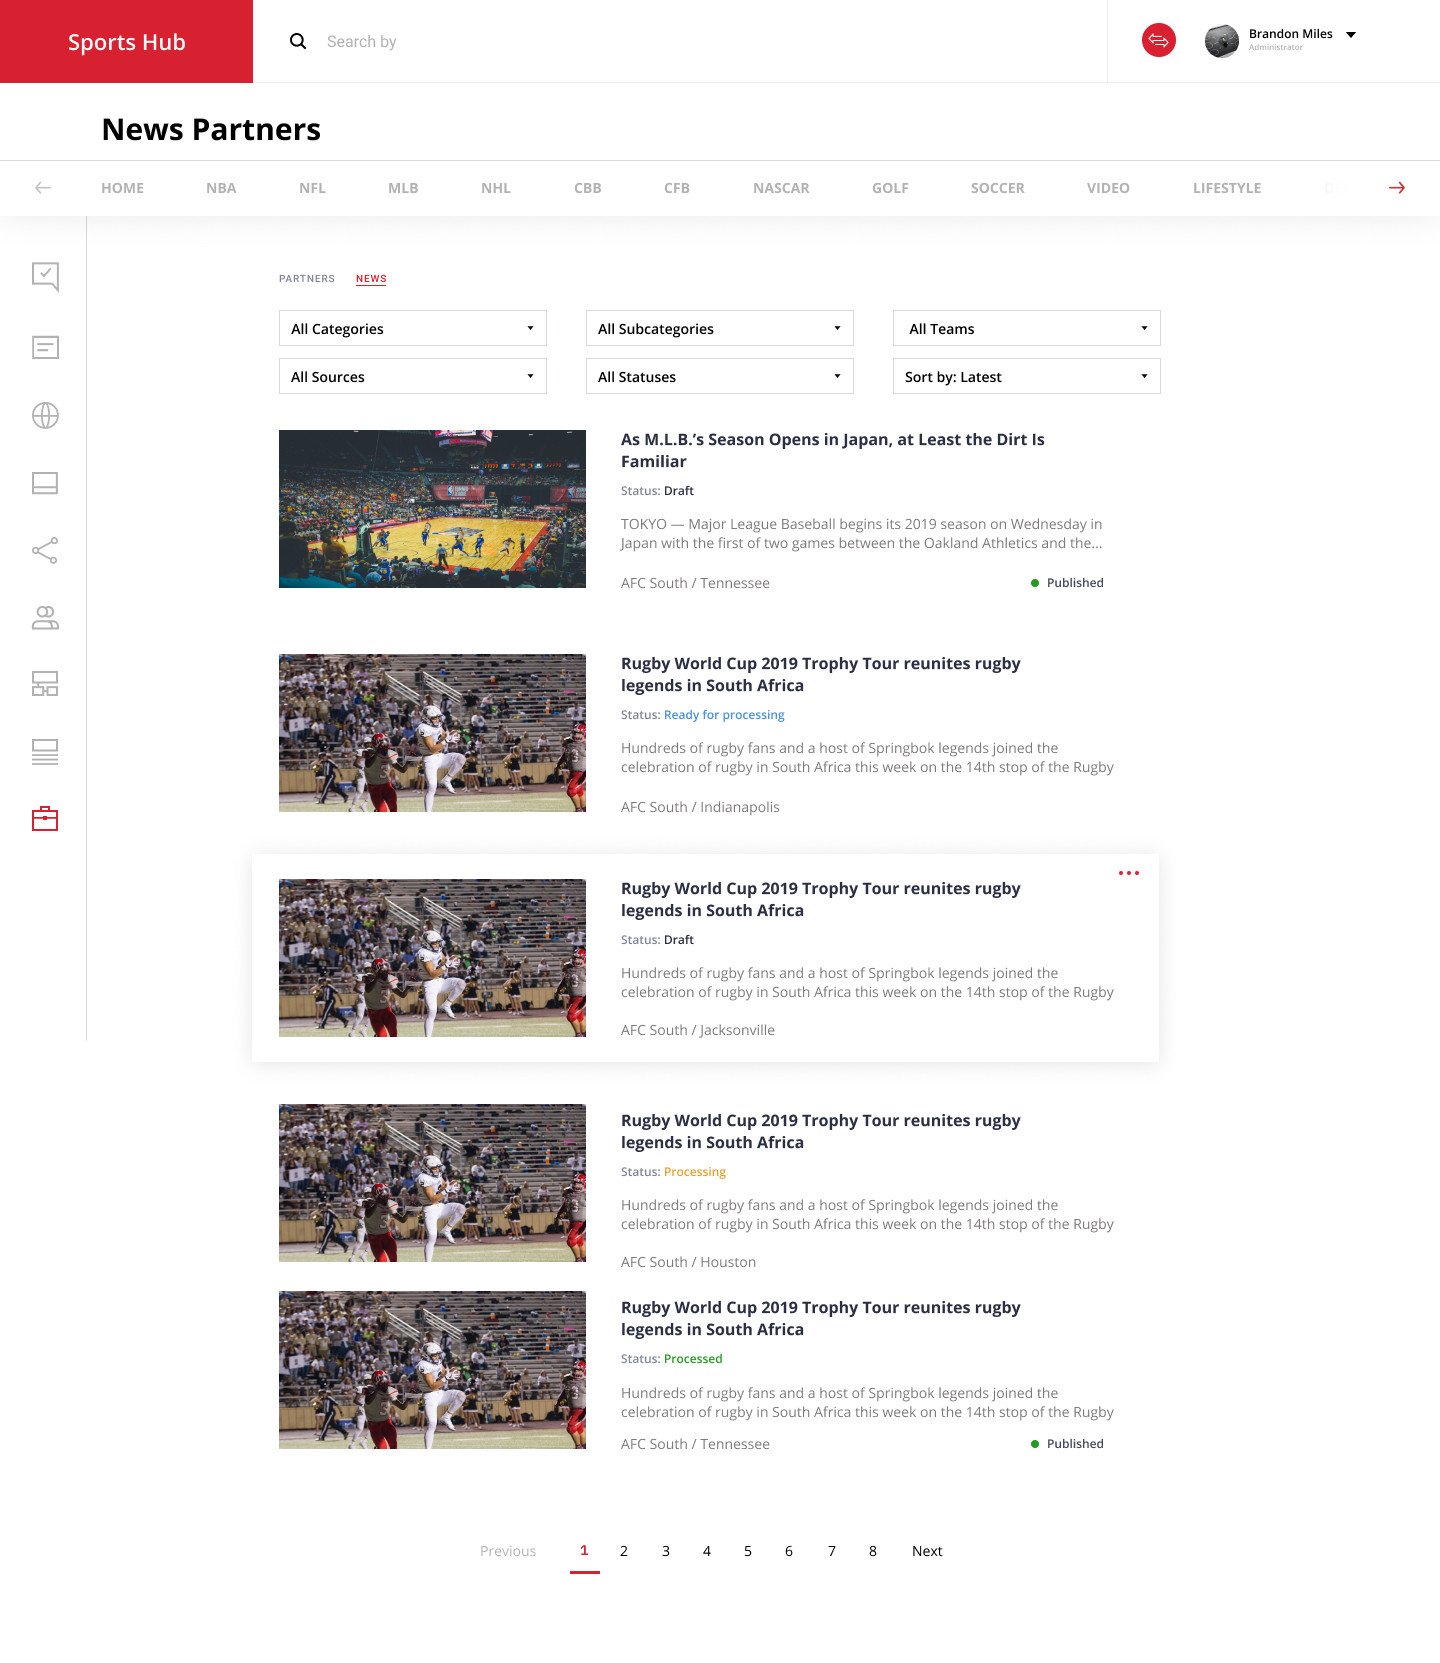 Sports Hub
Search by
Brandon Miles
Administrator
News Partners
HOME NBA NFL MLB NHL CBB CFB NASCAR GOLF SOCCER VIDEO LIFESTYLE
PARTNERS NEWS
All Categories All Subcategories All Teams
All Sources All Statuses Sort by: Latest
As M.L.B.’s Season Opens in Japan, at Least the Dirt Is
Familiar
Status: Draft
TOKYO — Major League Baseball begins its 2019 season on Wednesday in
Japan with the first of two games between the Oakland Athletics and the...
AFC South / Tennessee
Published
Rugby World Cup 2019 Trophy Tour reunites rugby
legends in South Africa
Status: Ready for processing
Hundreds of rugby fans and a host of Springbok legends joined the
celebration of rugby in South Africa this week on the 14th stop of the Rugby
AFC South / Indianapolis
Rugby World Cup 2019 Trophy Tour reunites rugby
legends in South Africa
Status: Draft
Hundreds of rugby fans and a host of Springbok legends joined the
celebration of rugby in South Africa this week on the 14th stop of the Rugby
AFC South / Jacksonville
Rugby World Cup 2019 Trophy Tour reunites rugby
legends in South Africa
Status: Processing
Hundreds of rugby fans and a host of Springbok legends joined the
celebration of rugby in South Africa this week on the 14th stop of the Rugby
AFC South / Houston
Rugby World Cup 2019 Trophy Tour reunites rugby
legends in South Africa
Status: Processed
Hundreds of rugby fans and a host of Springbok legends joined the
celebration of rugby in South Africa this week on the 14th stop of the Rugby
AFC South / Tennessee
Published
Previous 1 2 3 4 5 6 7 8 Next